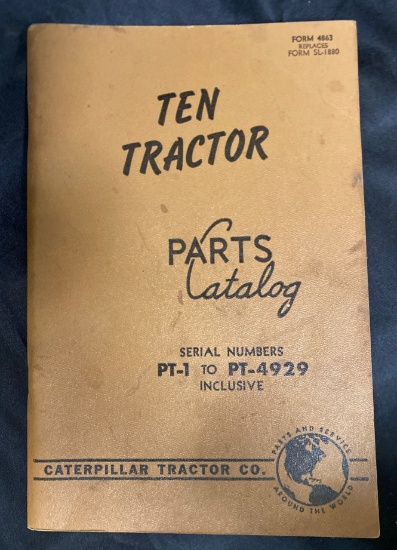 FORM 4863
REPLACES
FORM SL-1880
TEN
TRACTOR
PARTS
Catalog
SERIAL NUMBERS
PT-1 TO PT-4929
INCLUSIVE
CATERPILLAR TRACTOR CO.
PARTS AND SERVICE
AROUND THE WORLD